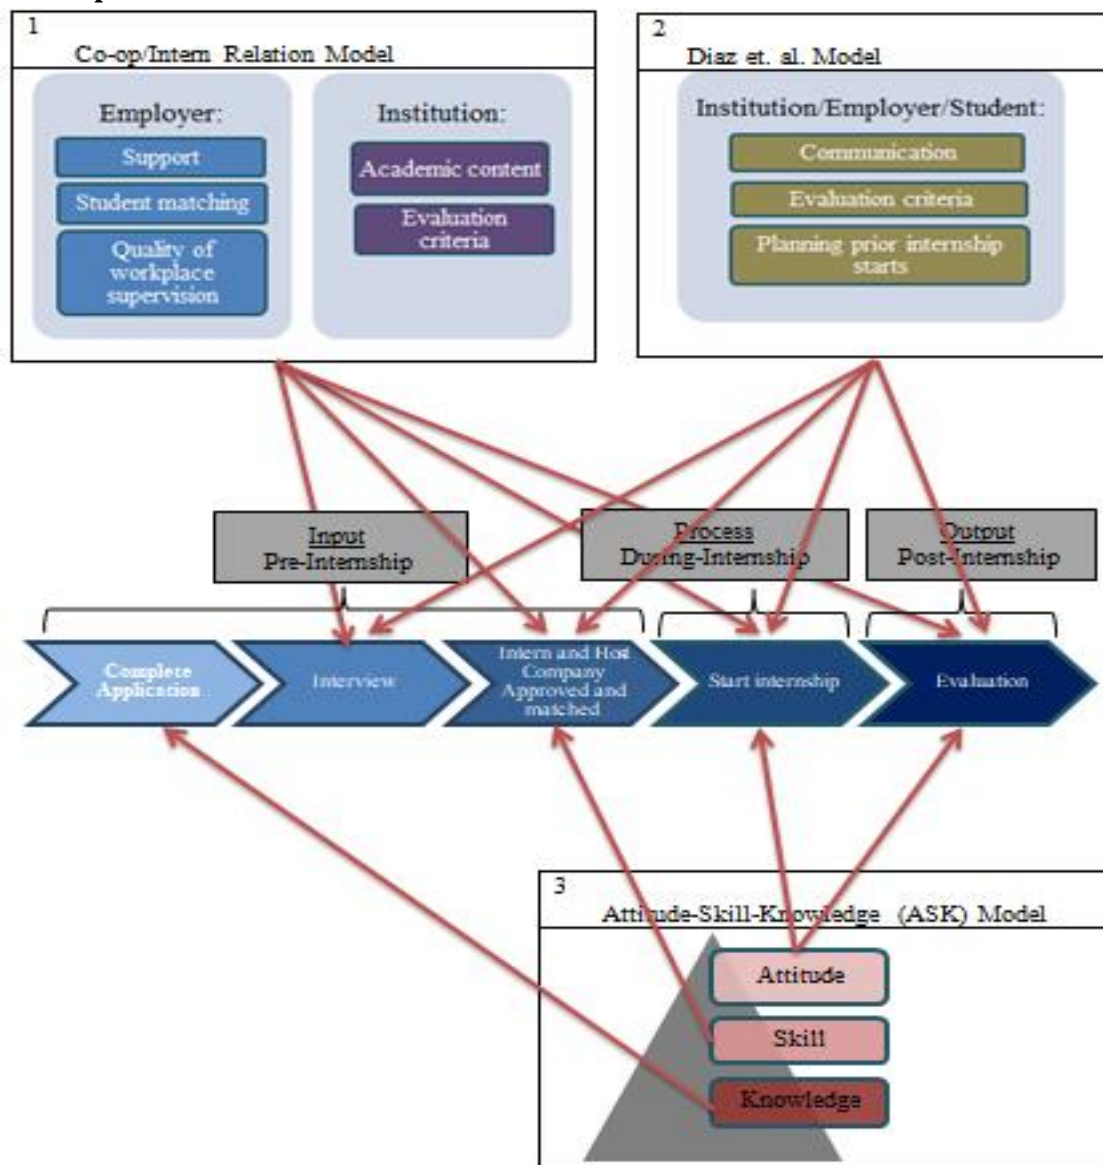 1
Co-op/Intern Relation Model
Employer:
Support
Student matching
Quality of
workplace
supervision
Institution:
Academic content
Evaluation
criteria
2
Diaz et. al. Model
Institution/Employer/Student:
Communication
Evaluation criteria
Planning prior internship
starts
Input
Pre-Internship
Process
During-Internship
Output
Post-Internship
Complete
Application
Interview
Intern and Host
Company
Approved and
matched
Start internship
Evaluation
3
Attitude-Skill-Knowledge (ASK) Model
Attitude
Skill
Knowledge